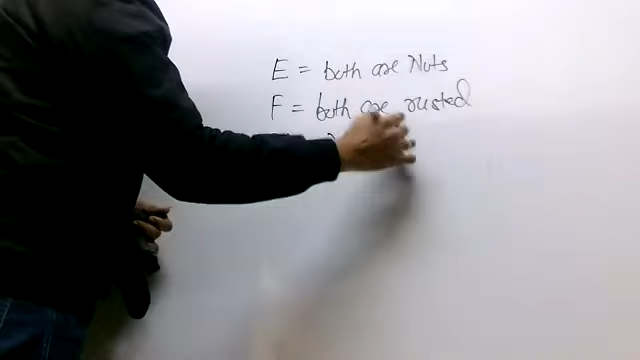 E = both are Nuts
F = both are rusted